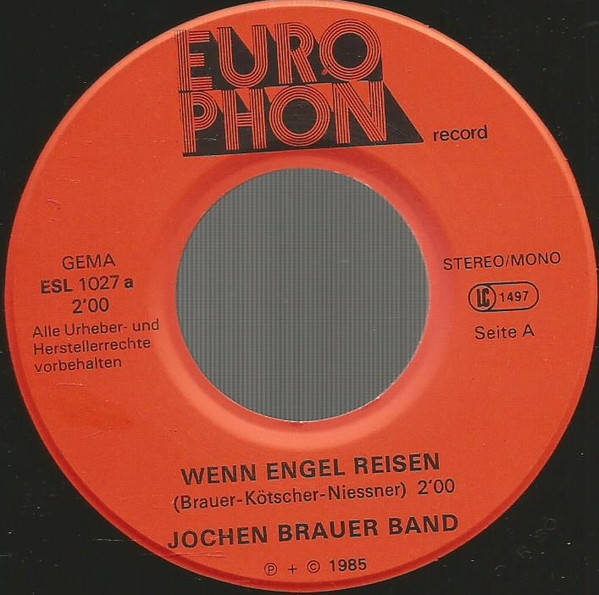 EURO
PHON
record
GEMA
ESL 1027 a
2'00
Alle Urheber- und
Herstellerrechte
vorbehalten
STEREO/MONO
LC 1497
Seite A
WENN ENGEL REISEN
(Brauer-Kötscher-Niessner) 2'00
JOCHEN BRAUER BAND
℗ + © 1985